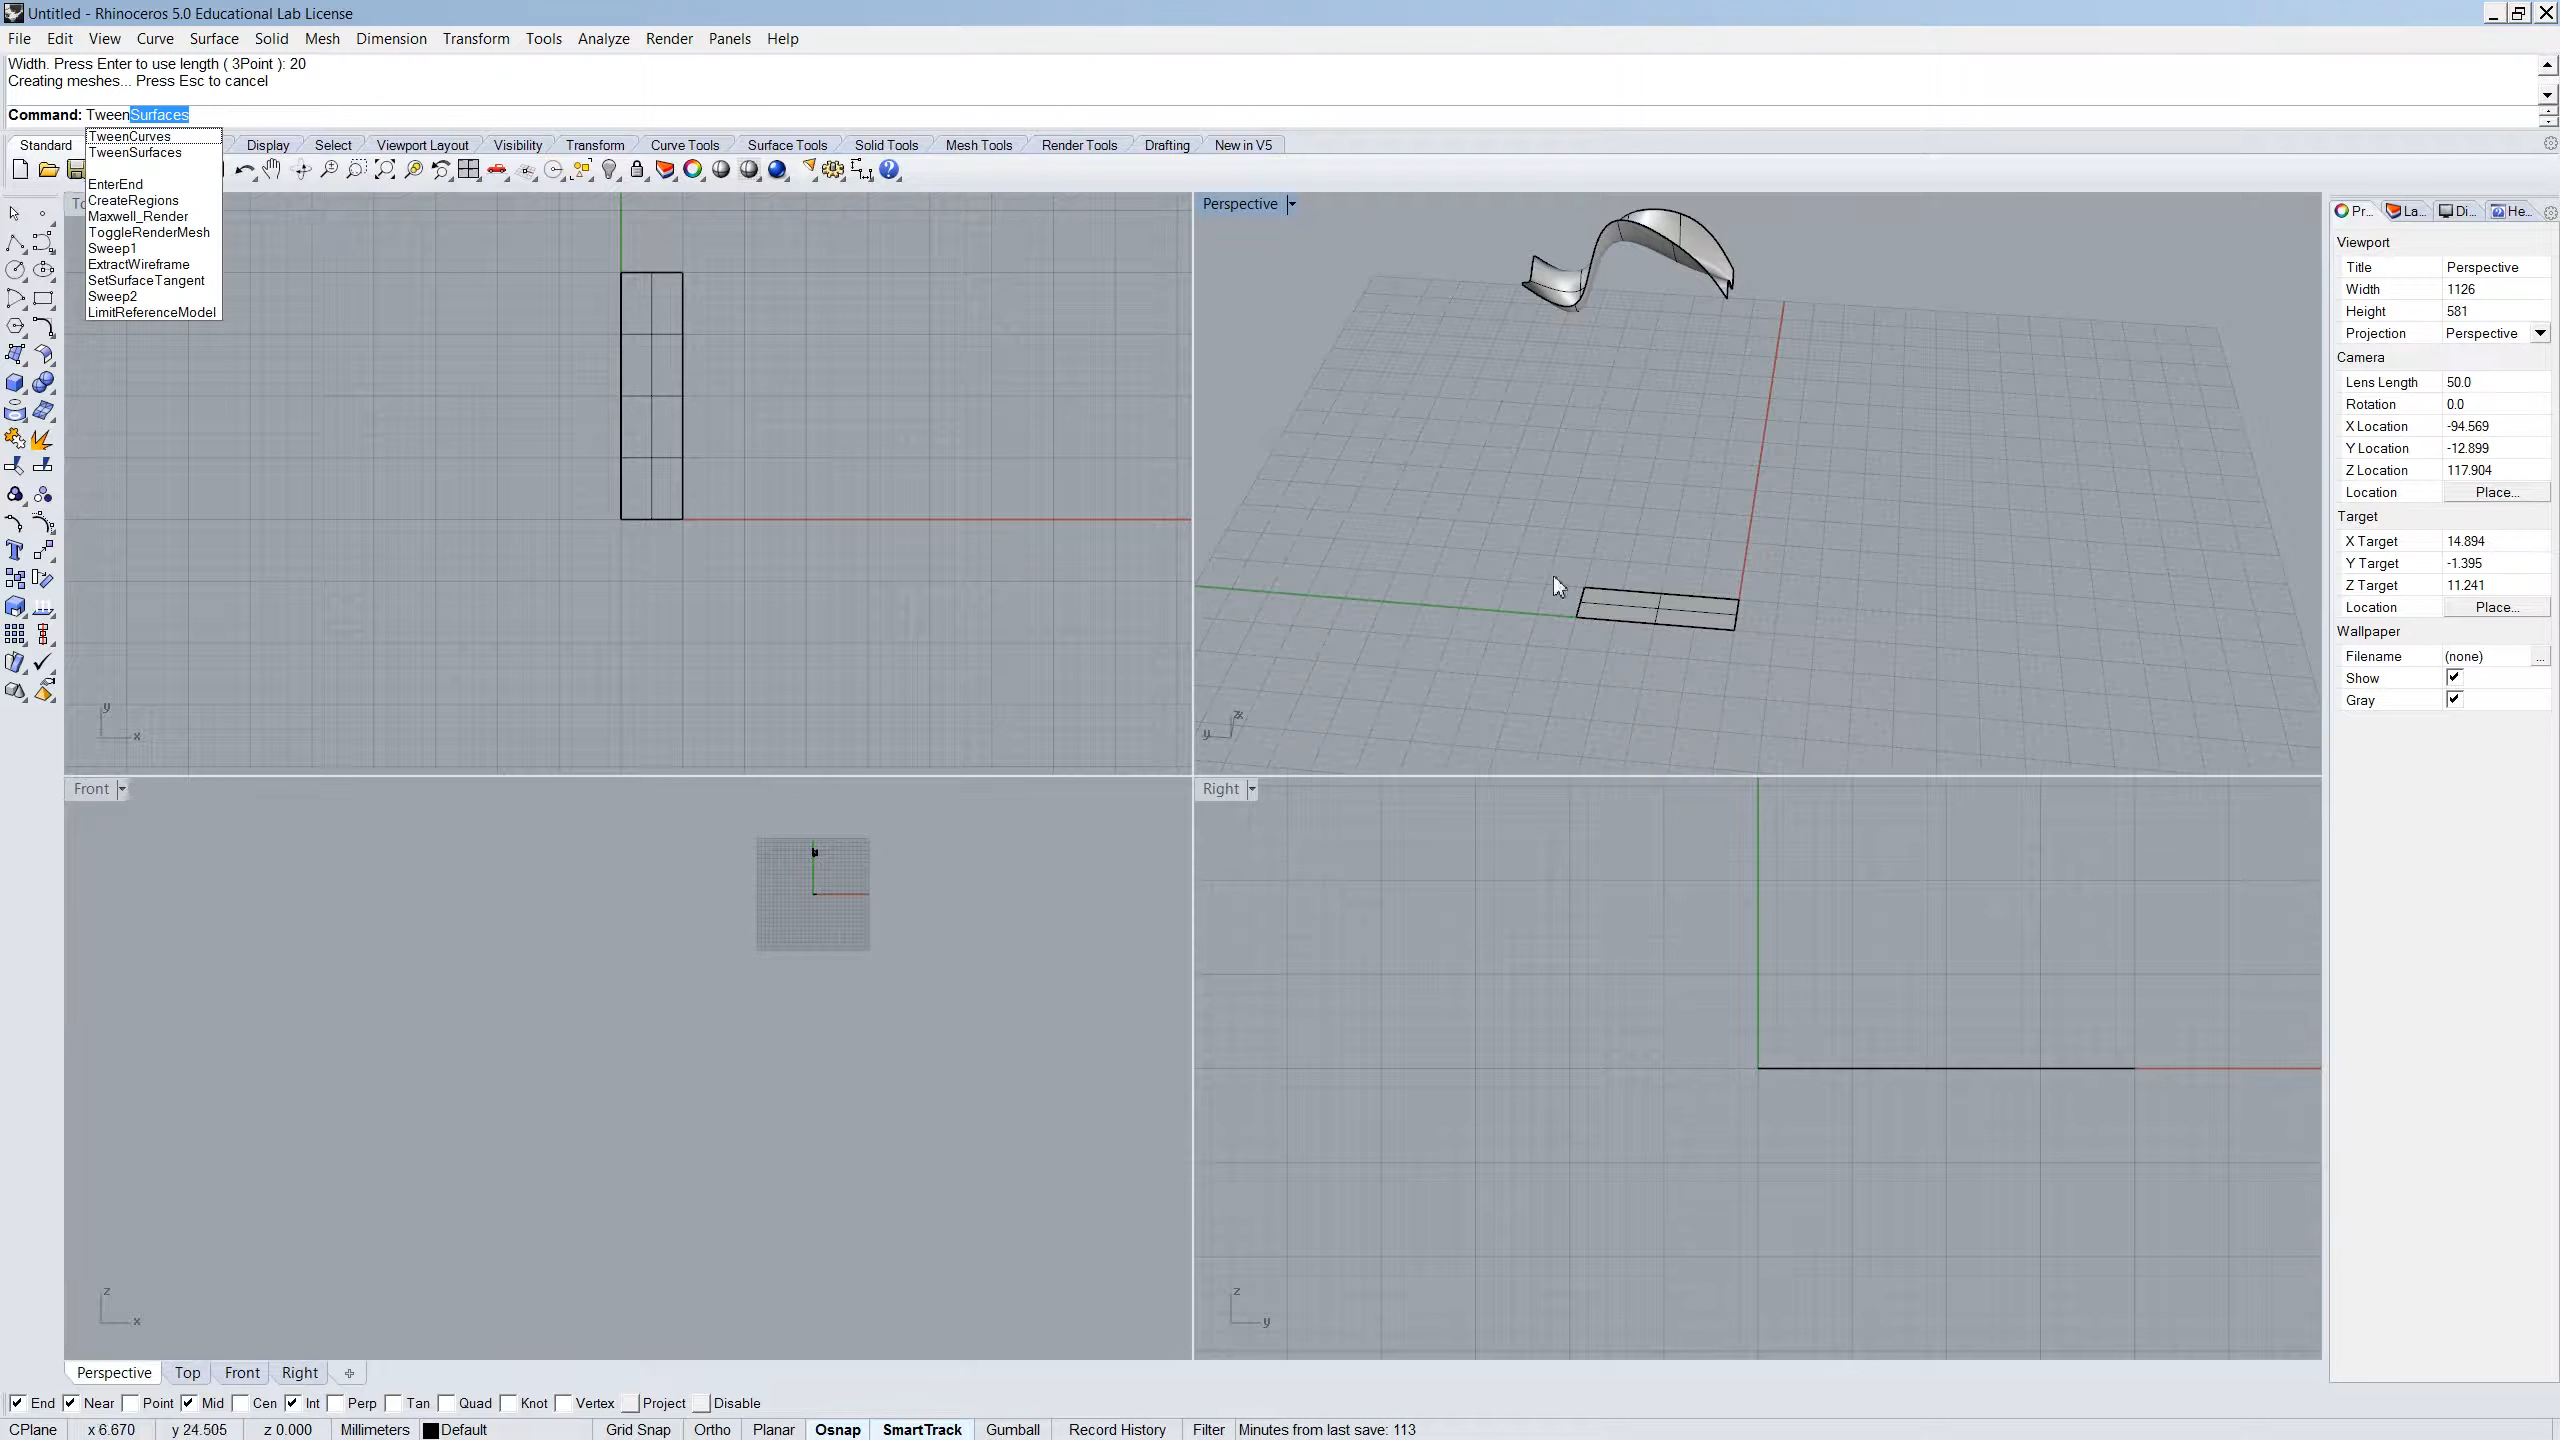 Untitled - Rhinoceros 5.0 Educational Lab License
File Edit View Curve Surface Solid Mesh Dimension Transform Tools Analyze Render Panels Help
Width. Press Enter to use length ( 3Point ): 20
Creating meshes... Press Esc to cancel
Command: TweenSurfaces
TweenCurves
TweenSurfaces
EnterEnd
CreateRegions
Maxwell_Render
ToggleRenderMesh
Sweep1
ExtractWireframe
SetSurfaceTangent
Sweep2
LimitReferenceModel
Standard Display Select Viewport Layout Visibility Transform Curve Tools Surface Tools Solid Tools Mesh Tools Render Tools Drafting New in V5
Perspective
y
x
z x
y
Front
z
x
Right
z
y
Pr... La... Di... He...
Viewport
Title Perspective
Width 1126
Height 581
Projection Perspective
Camera
Lens Length 50.0
Rotation 0.0
X Location -94.569
Y Location -12.899
Z Location 117.904
Location Place...
Target
X Target 14.894
Y Target -1.395
Z Target 11.241
Location Place...
Wallpaper
Filename (none) ...
Show
Gray
Perspective Top Front Right
End Near Point Mid Cen Int Perp Tan Quad Knot Vertex Project Disable
CPlane x 6.670 y 24.505 z 0.000 Millimeters Default Grid Snap Ortho Planar Osnap SmartTrack Gumball Record History Filter Minutes from last save: 113